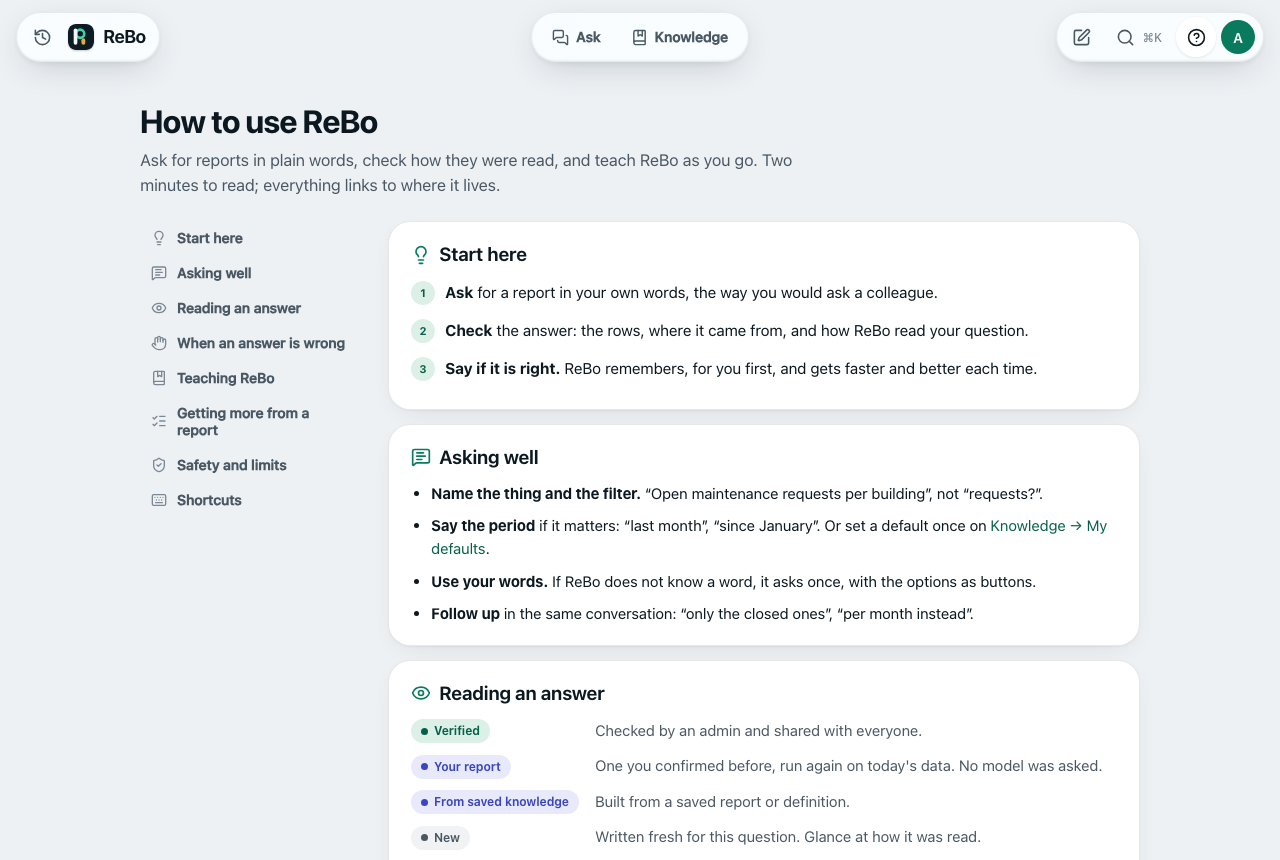 ReBo
Ask
Knowledge
⌘K
A
How to use ReBo
Ask for reports in plain words, check how they were read, and teach ReBo as you go. Two
minutes to read; everything links to where it lives.
Start here
Asking well
Reading an answer
When an answer is wrong
Teaching ReBo
Getting more from a
report
Safety and limits
Shortcuts
Start here
1 Ask for a report in your own words, the way you would ask a colleague.
2 Check the answer: the rows, where it came from, and how ReBo read your question.
3 Say if it is right. ReBo remembers, for you first, and gets faster and better each time.
Asking well
• Name the thing and the filter. “Open maintenance requests per building”, not “requests?”.
• Say the period if it matters: “last month”, “since January”. Or set a default once on Knowledge → My
defaults.
• Use your words. If ReBo does not know a word, it asks once, with the options as buttons.
• Follow up in the same conversation: “only the closed ones”, “per month instead”.
Reading an answer
Verified Checked by an admin and shared with everyone.
Your report One you confirmed before, run again on today's data. No model was asked.
From saved knowledge Built from a saved report or definition.
New Written fresh for this question. Glance at how it was read.